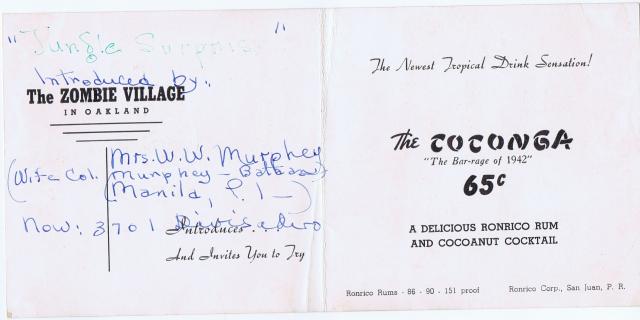 "Jungle Surprise"
Introduced by.
The ZOMBIE VILLAGE
IN OAKLAND
Mrs. W. W. Murphey
(Wife Col. Murphey - Bataan
Manila, P. I -)
Now: 3701 Divisadero
Introduces
And Invites You to Try
The Newest Tropical Drink Sensation!
The COCONGA
"The Bar-rage of 1942"
65c
A DELICIOUS RONRICO RUM
AND COCOANUT COCKTAIL
Ronrico Rums - 86 - 90 - 151 proof Ronrico Corp., San Juan, P. R.